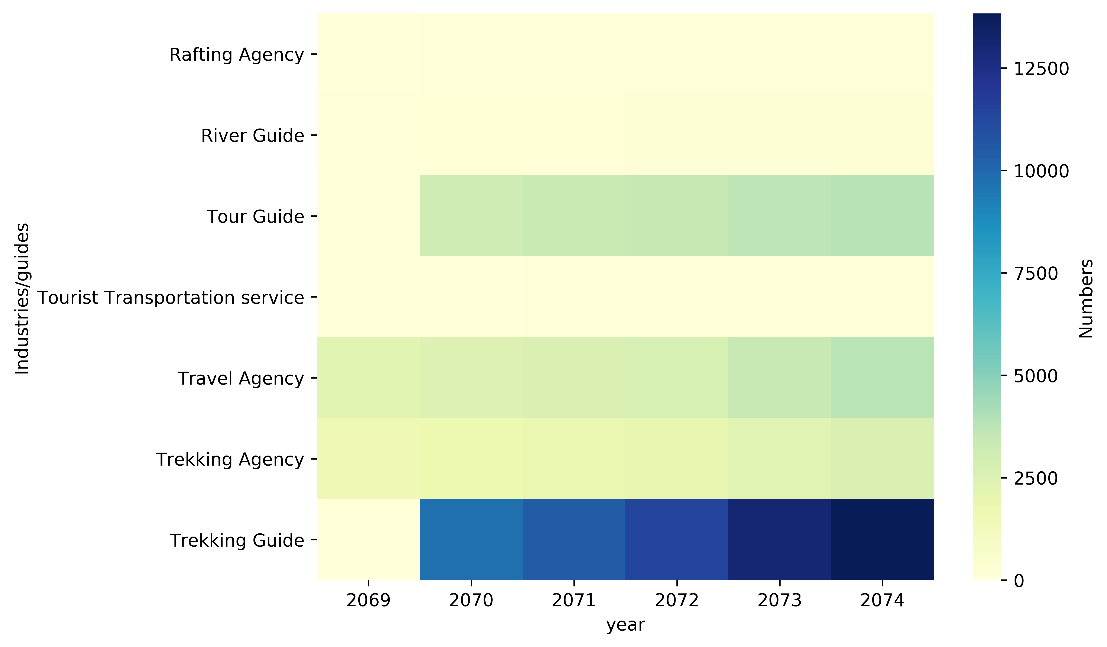 Rafting Agency
River Guide
Tour Guide
Tourist Transportation service
Travel Agency
Trekking Agency
Trekking Guide
Industries/guides
2069 2070 2071 2072 2073 2074
year
12500
10000
7500
5000
2500
0
Numbers